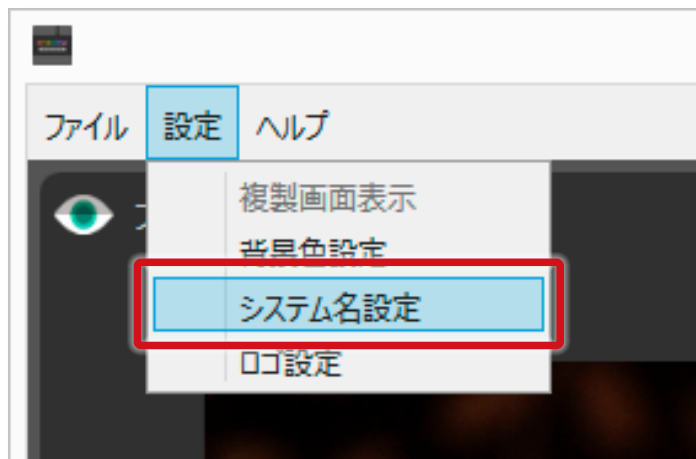 ファイル 設定 ヘルプ
複製画面表示
背景色設定
システム名設定
ロゴ設定